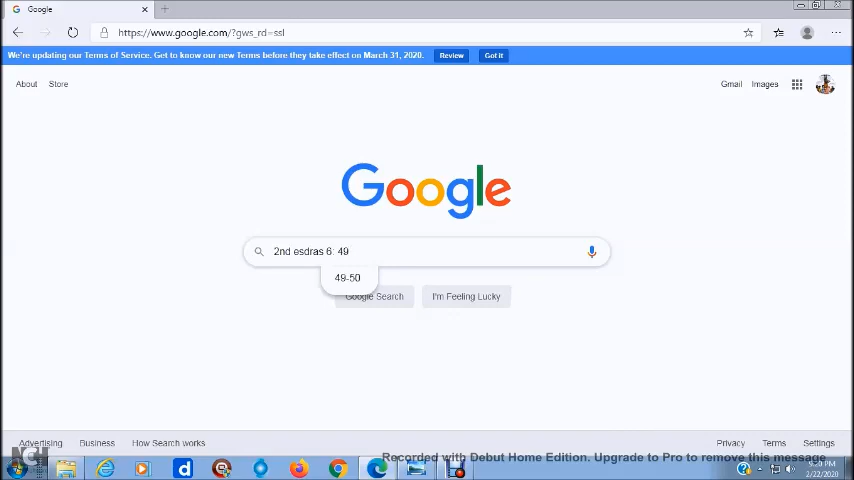 Google
https://www.google.com/?gws_rd=ssl
We're updating our Terms of Service. Get to know our new Terms before they take effect on March 31, 2020. Review Got it
About Store Gmail Images
Google
2nd esdras 6: 49
49-50
Google Search I'm Feeling Lucky
Advertising Business How Search works Privacy Terms Settings
Recorded with Debut Home Edition. Upgrade to Pro to remove this message
NCH
2/22/2020